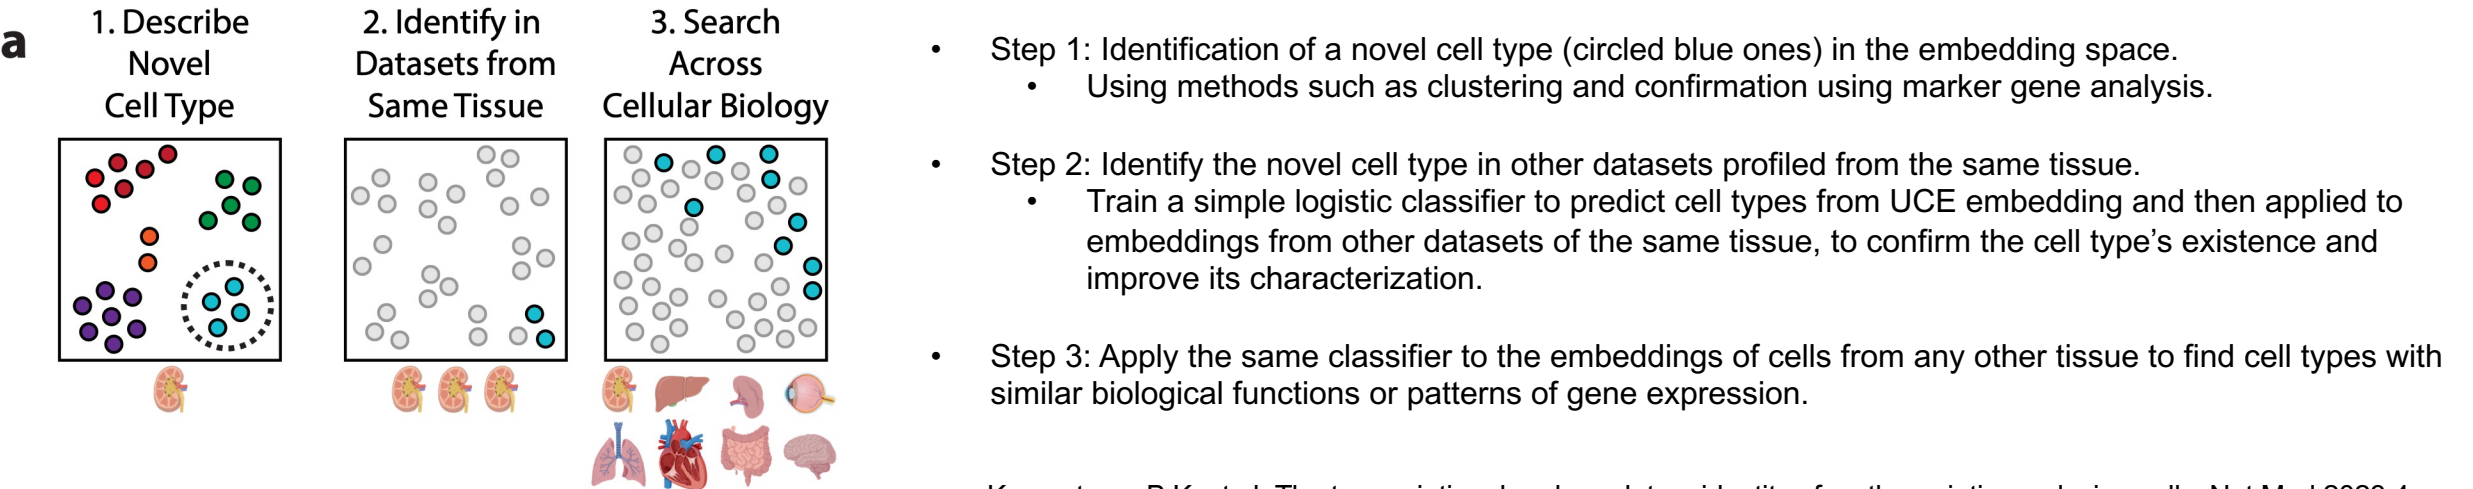 a
1. Describe
Novel
Cell Type
2. Identify in
Datasets from
Same Tissue
3. Search
Across
Cellular Biology
• Step 1: Identification of a novel cell type (circled blue ones) in the embedding space.
• Using methods such as clustering and confirmation using marker gene analysis.
• Step 2: Identify the novel cell type in other datasets profiled from the same tissue.
• Train a simple logistic classifier to predict cell types from UCE embedding and then applied to
embeddings from other datasets of the same tissue, to confirm the cell type's existence and
improve its characterization.
• Step 3: Apply the same classifier to the embeddings of cells from any other tissue to find cell types with
similar biological functions or patterns of gene expression.